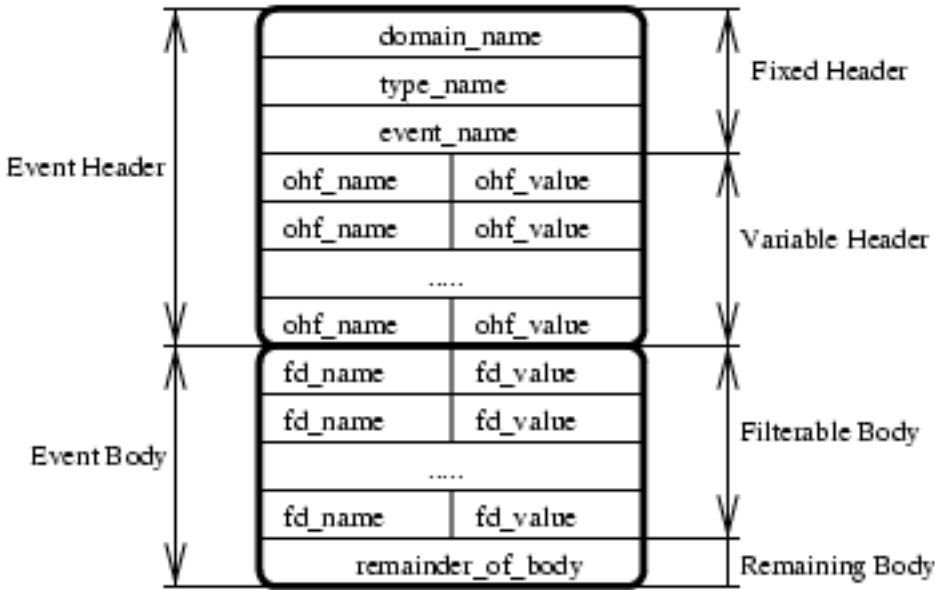 domain_name
Fixed Header
type_name
event_name
Event Header
ohf_name ohf_value
ohf_name ohf_value
Variable Header
.....
ohf_name ohf_value
fd_name fd_value
fd_name fd_value
Filterable Body
Event Body
.....
fd_name fd_value
remainder_of_body
Remaining Body